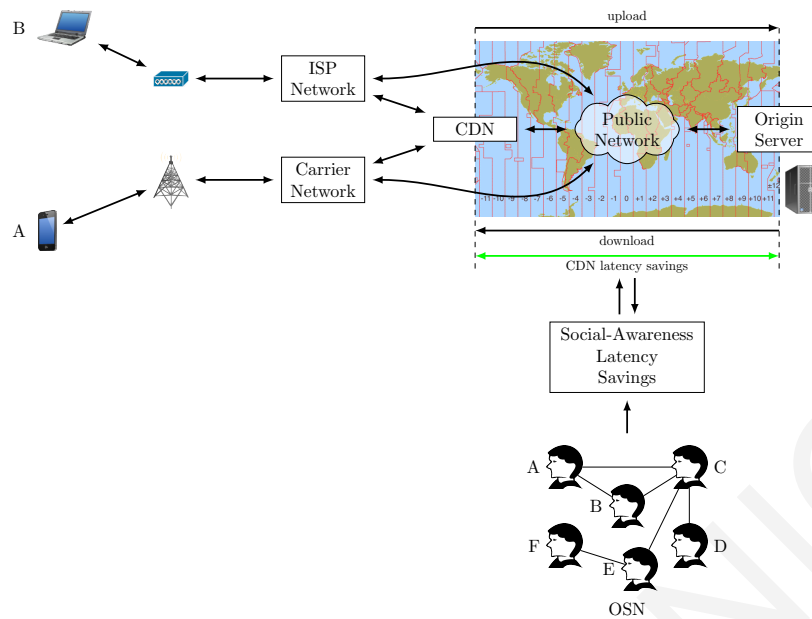 upload
B
ISP
Network
CDN
Public
Network
Origin
Server
Carrier
Network
A
-11 -10 -9 -8 -7 -6 -5 -4 -3 -2 -1 0 +1 +2 +3 +4 +5 +6 +7 +8 +9 +10 +11
±12
download
CDN latency savings
Social-Awareness
Latency
Savings
A
C
B
F
D
E
OSN